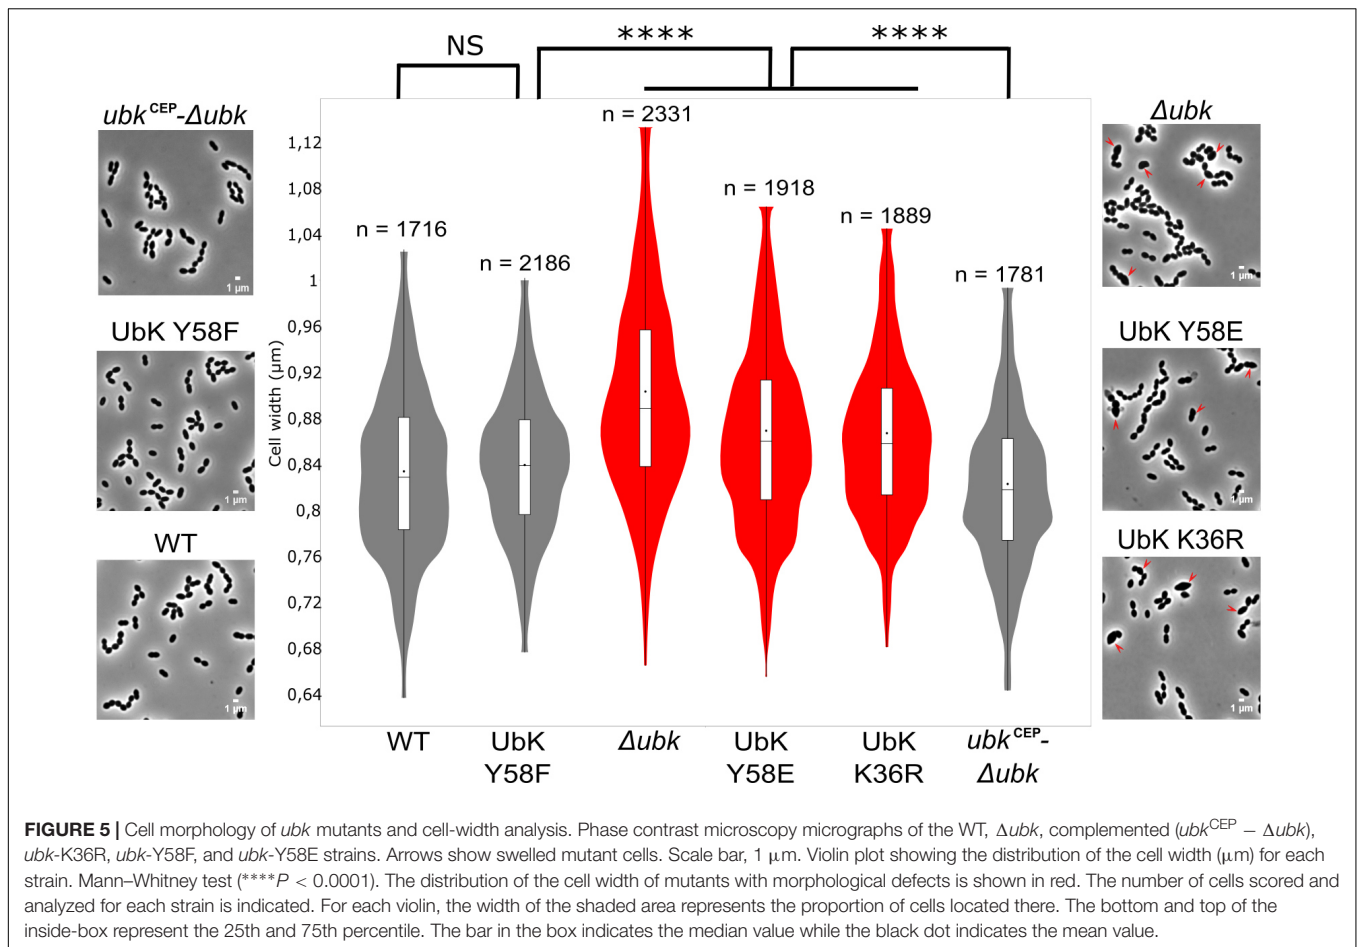 NS
****
****
ubk CEP-Δubk
Δubk
n = 2331
1,12
1,08
1,04
1
0,96
0,92
0,88
0,84
0,8
0,76
0,72
0,68
0,64
Cell width (µm)
n = 1716
n = 2186
n = 1918
n = 1889
n = 1781
1 µm
1 µm
UbK Y58F
UbK Y58E
1 µm
1 µm
WT
UbK K36R
1 µm
1 µm
WT
UbK
Y58F
Δubk
UbK
Y58E
UbK
K36R
ubk CEP-
Δubk
FIGURE 5 | Cell morphology of ubk mutants and cell-width analysis. Phase contrast microscopy micrographs of the WT, Δubk, complemented (ubkCEP − Δubk),
ubk-K36R, ubk-Y58F, and ubk-Y58E strains. Arrows show swelled mutant cells. Scale bar, 1 µm. Violin plot showing the distribution of the cell width (µm) for each
strain. Mann–Whitney test (****P < 0.0001). The distribution of the cell width of mutants with morphological defects is shown in red. The number of cells scored and
analyzed for each strain is indicated. For each violin, the width of the shaded area represents the proportion of cells located there. The bottom and top of the
inside-box represent the 25th and 75th percentile. The bar in the box indicates the median value while the black dot indicates the mean value.